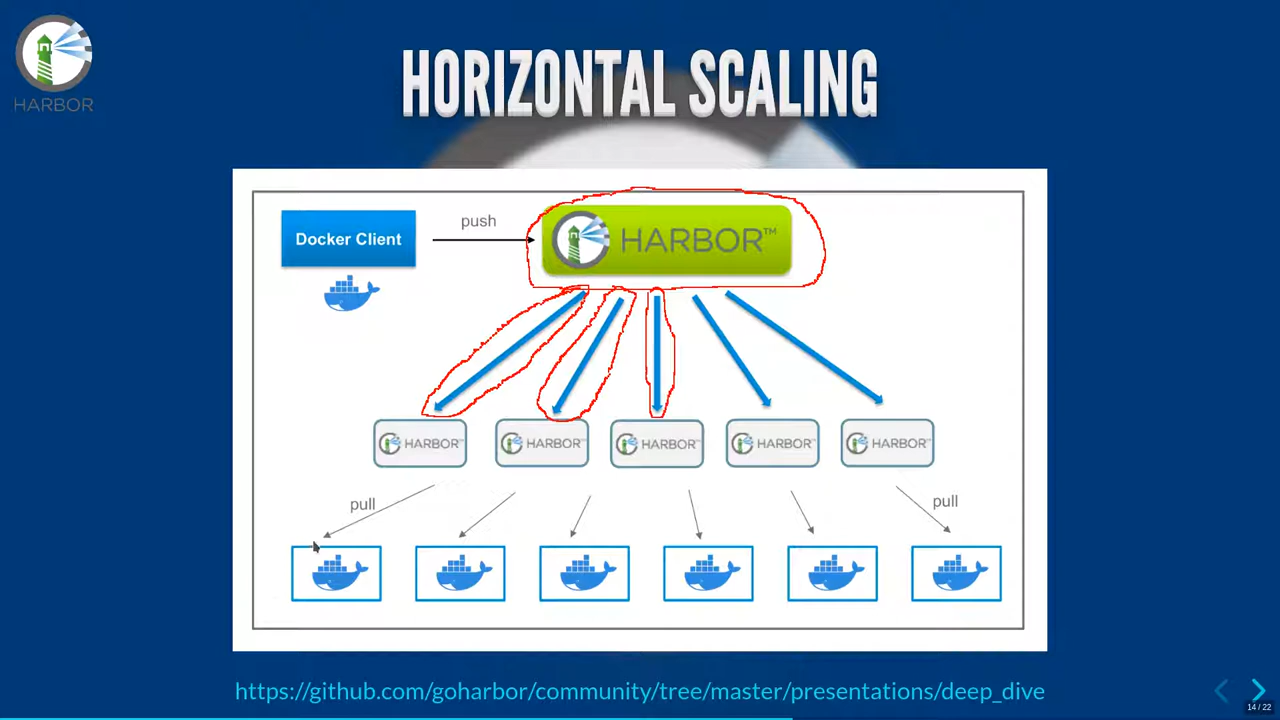 HARBOR
HORIZONTAL SCALING
Docker Client
push
HARBOR™
HARBOR™
HARBOR™
HARBOR™
HARBOR™
HARBOR™
pull
pull
https://github.com/goharbor/community/tree/master/presentations/deep_dive
14 / 22